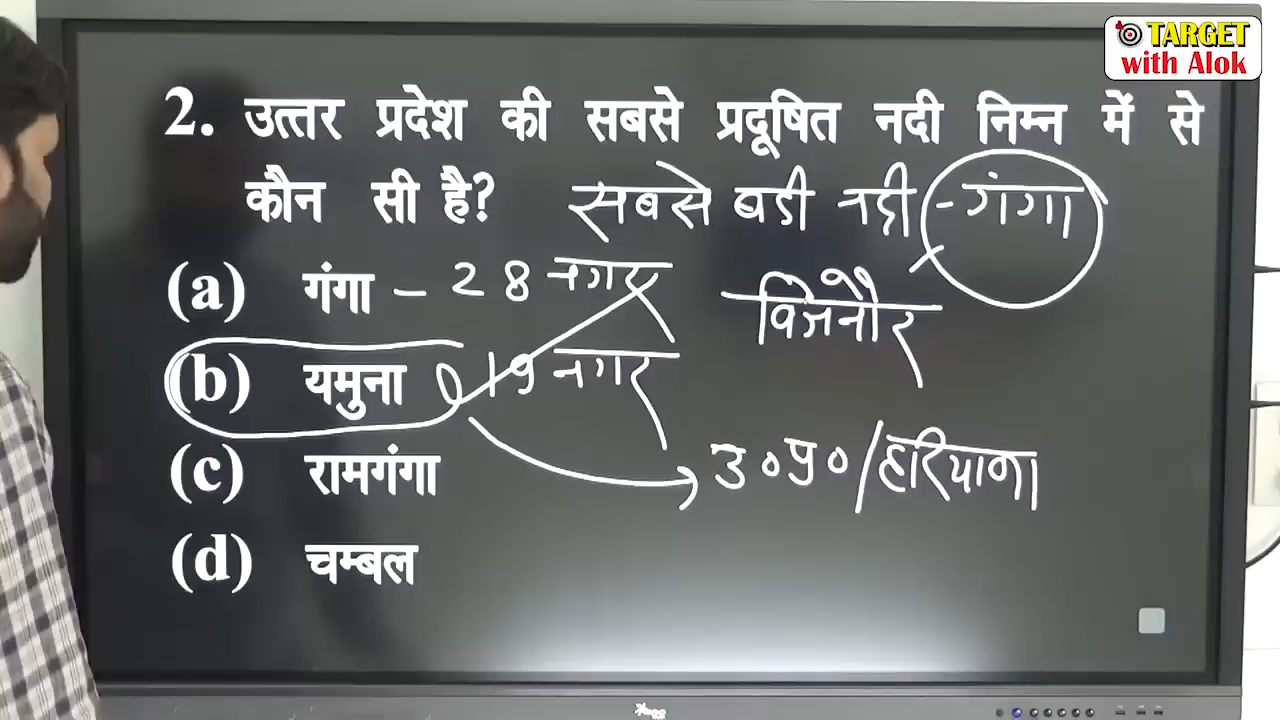 TARGET
with Alok
2. उत्तर प्रदेश की सबसे प्रदूषित नदी निम्न में से
कौन सी है? सबसे बडी नदी - गंगा
(a) गंगा – 28 नगर विजनौर
(b) यमुना 19 नगर
(c) रामगंगा उ०प्र०/हरियाणा
(d) चम्बल